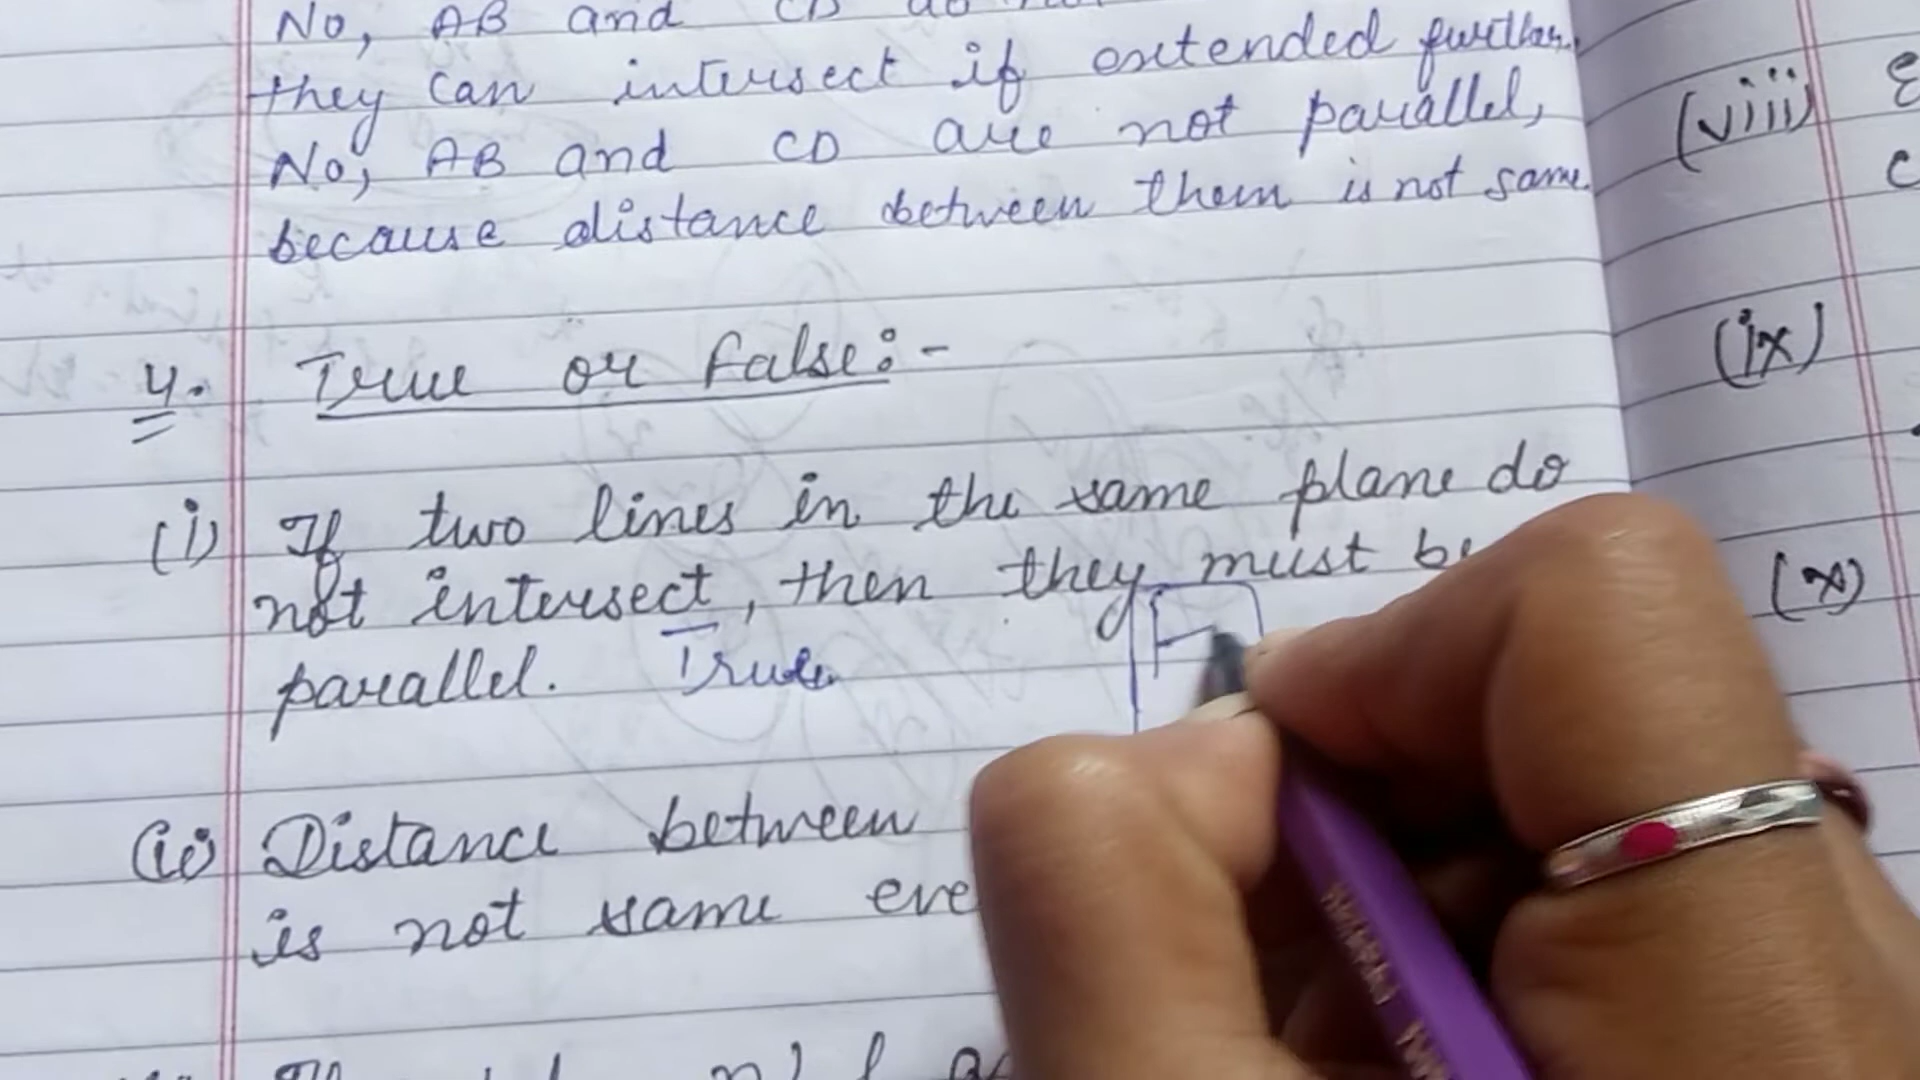 No, AB and CD do
they can intersect if extended further.
No, AB and CD are not parallel,
because distance between them is not same
4. True or False:-
(i) If two lines in the same plane do
not intersect, then they must be
parallel. True
(ii) Distance between
is not same eve
(viii)
(ix)
(x)